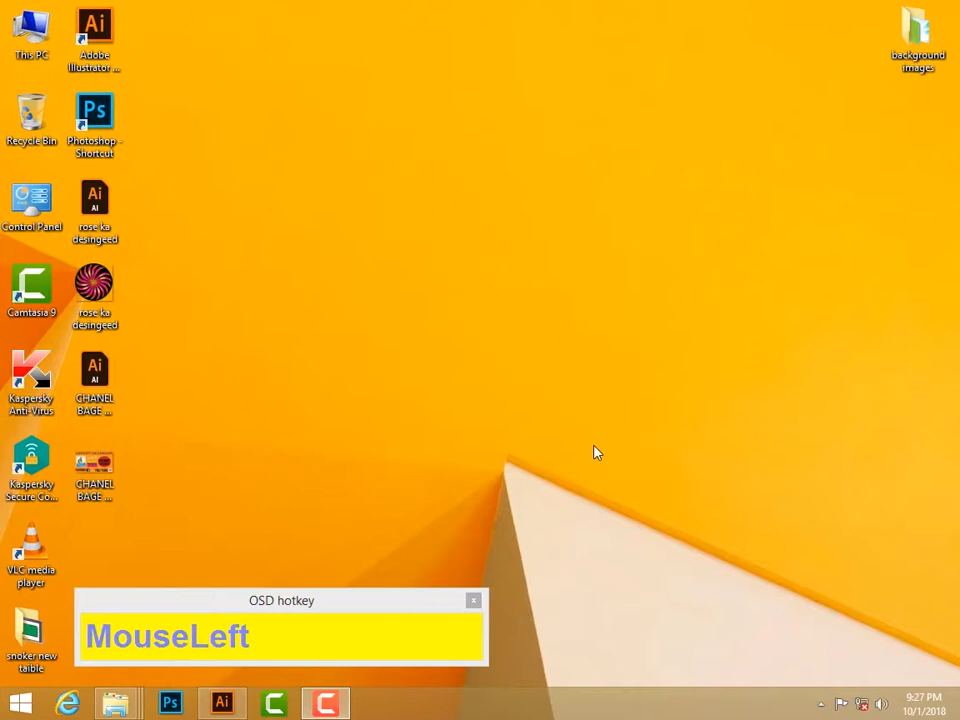 This PC
Adobe
Illustrator ...
background
images
Recycle Bin
Photoshop -
Shortcut
Control Panel
rose ka
desingeed
Camtasia 9
rose ka
desingeed
Kaspersky
Anti-Virus
CHANEL
BAGE ...
Kaspersky
Secure Co...
CHANEL
BAGE ...
VLC media
player
snoker new
taible
OSD hotkey
x
MouseLeft
Ai
Ps
Ai
AI
Ai
AI
Ps
Ai
9:27 PM
10/1/2018